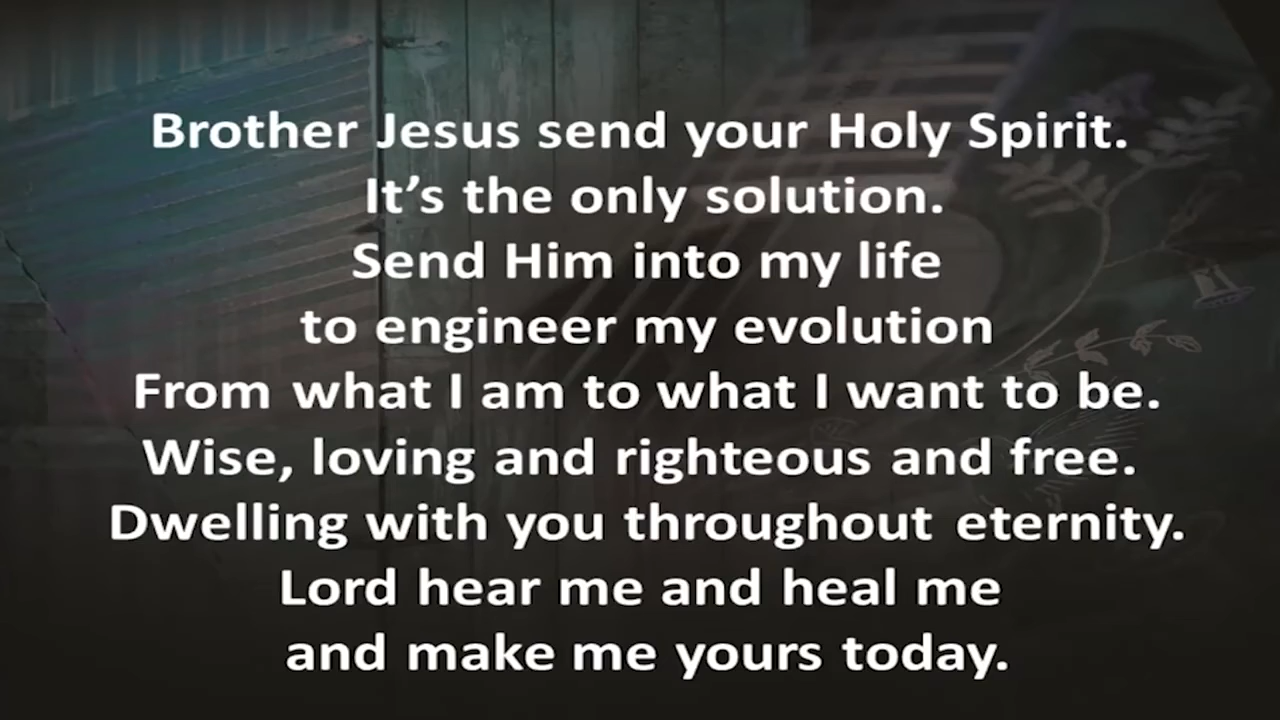 Brother Jesus send your Holy Spirit.
It’s the only solution.
Send Him into my life
to engineer my evolution
From what I am to what I want to be.
Wise, loving and righteous and free.
Dwelling with you throughout eternity.
Lord hear me and heal me
and make me yours today.